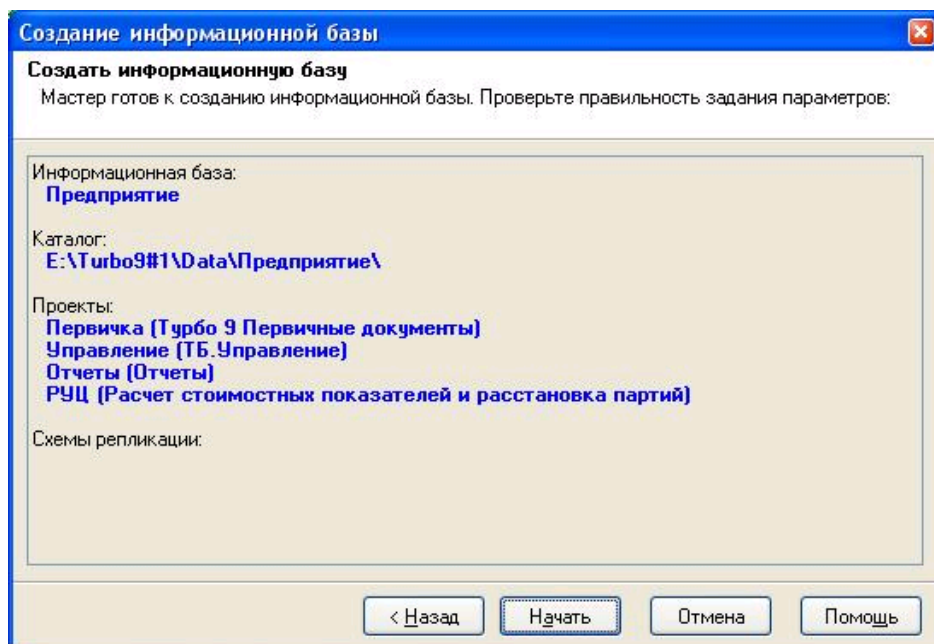 Создание информационной базы
Создать информационную базу
Мастер готов к созданию информационной базы. Проверьте правильность задания параметров:
Информационная база:
Предприятие
Каталог:
E:\Turbo9#1\Data\Предприятие\
Проекты:
Первичка (Турбо 9 Первичные документы)
Управление (ТБ.Управление)
Отчеты (Отчеты)
РУЦ (Расчет стоимостных показателей и расстановка партий)
Схемы репликации:
< Назад Начать Отмена Помощь